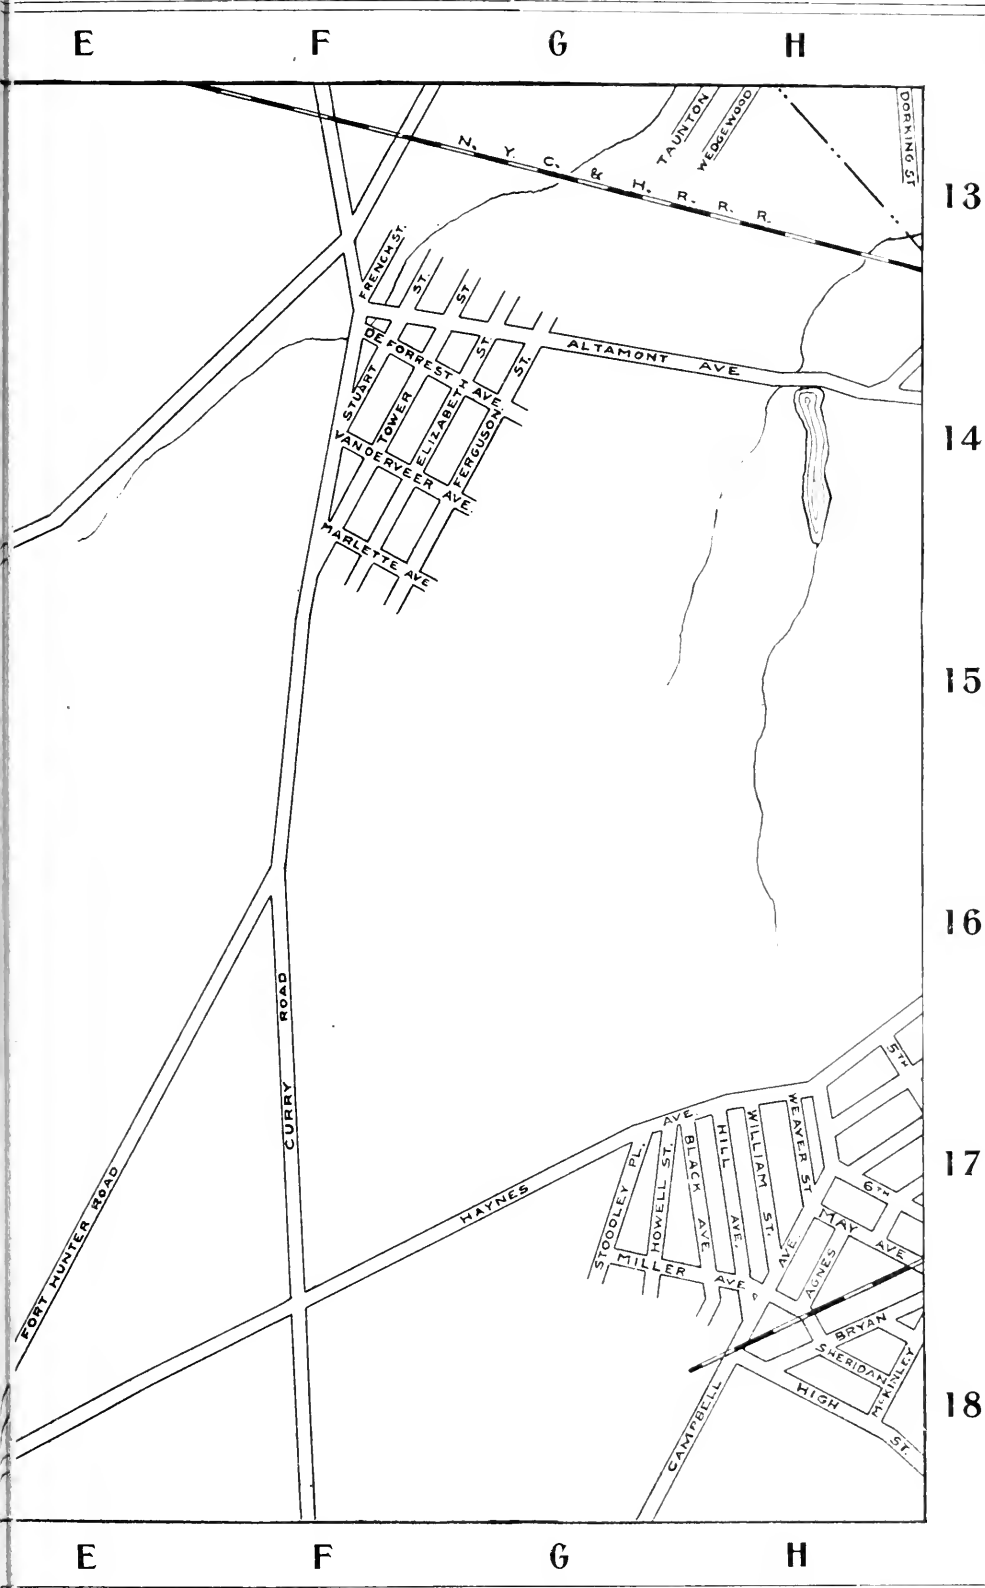 E F G H
TAUNTON
WEDGEWOOD
DORKING ST
N. Y. C. & H. R. R. R.
13
FRENCH ST.
ST.
ST
ALTAMONT AVE
DE FORREST AVE
ST.
ST.
STUART
TOWER
ELIZABETH
FERGUSON
14
VANDERVEER AVE.
MARLETTE AVE
15
16
CURRY ROAD
5TH
HAYNES AVE.
17
FORT HUNTER ROAD
STOODLEY PL.
HOWELL ST.
BLACK AVE
HILL AVE.
WILLIAM ST.
WEAVER ST
6TH
MAY AVE
MILLER AVE
AGNES
BRYAN
SHERIDAN
McKINLEY
CAMPBELL AVE.
HIGH ST.
18
E F G H